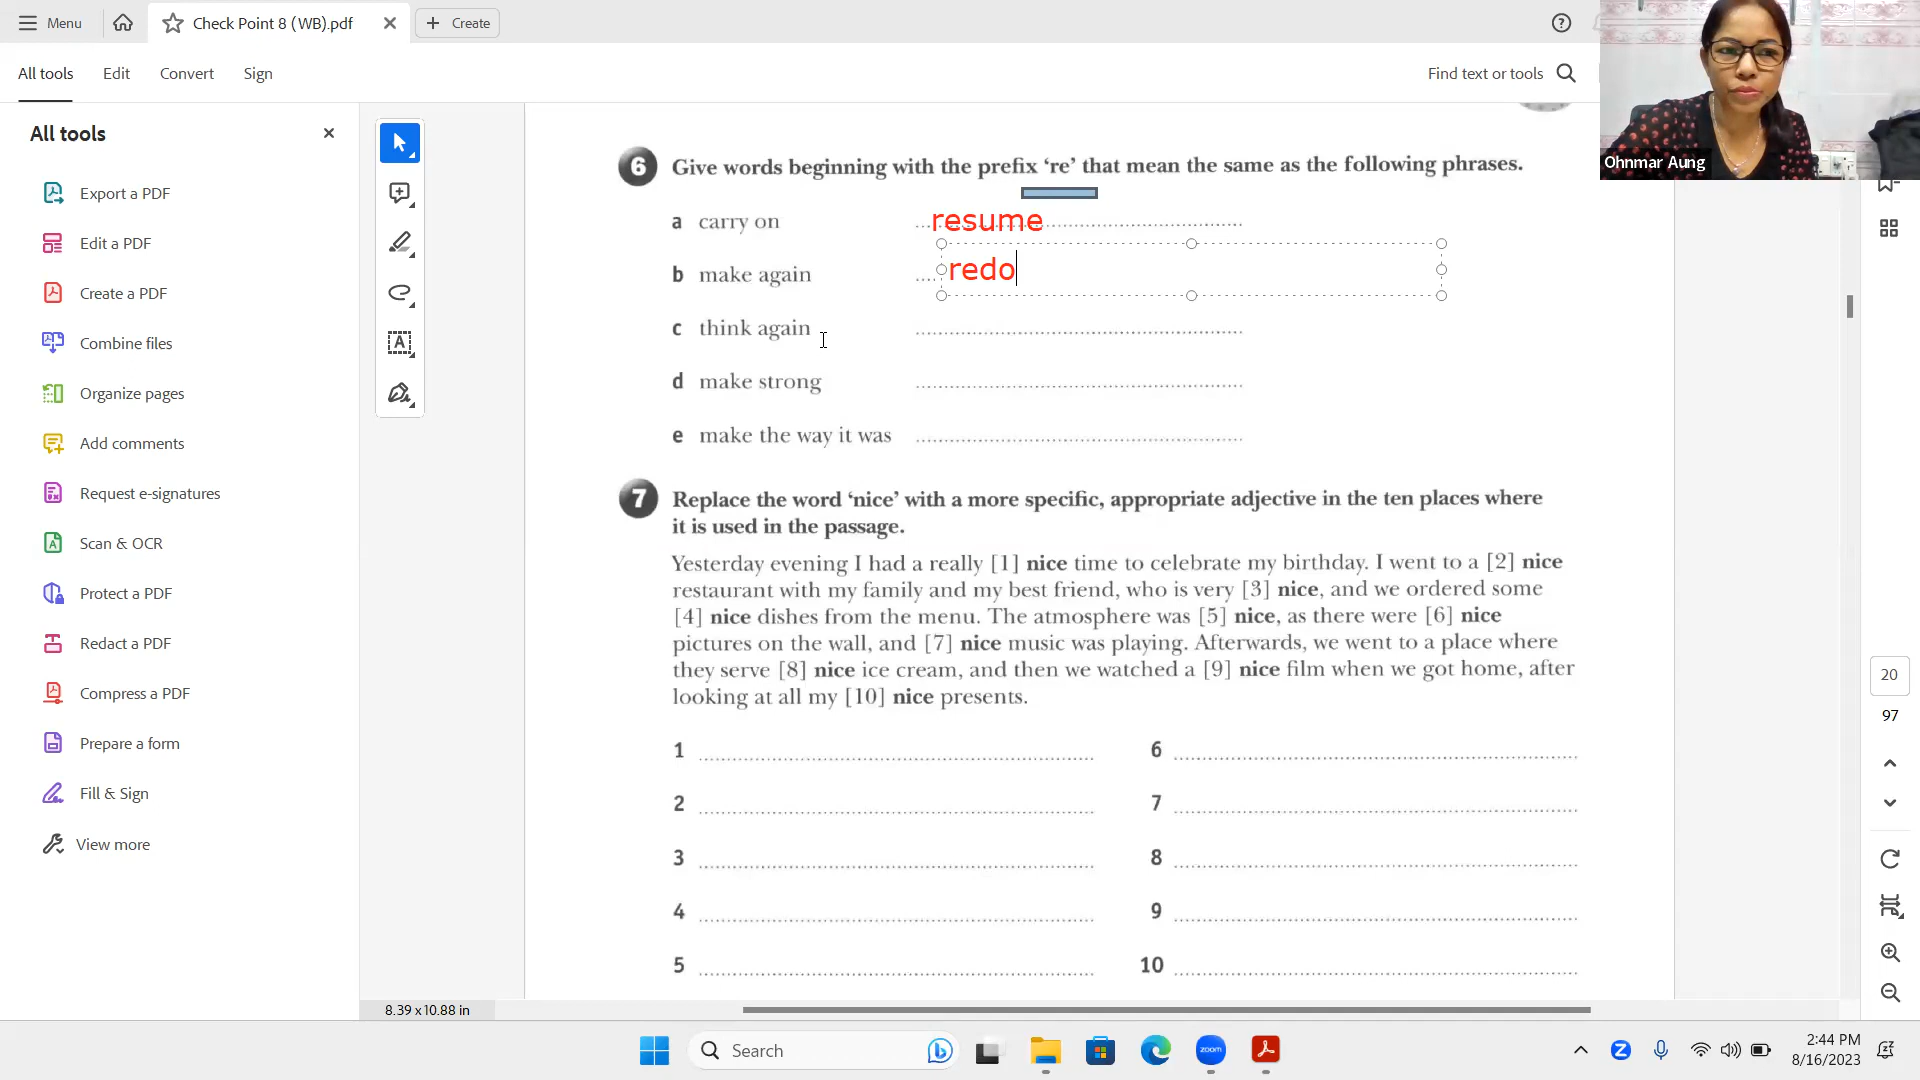 Menu
Check Point 8 (WB).pdf
Create
All tools
Edit
Convert
Sign
Find text or tools
Ohnmar Aung
All tools
Export a PDF
Edit a PDF
Create a PDF
Combine files
Organize pages
Add comments
Request e-signatures
Scan & OCR
Protect a PDF
Redact a PDF
Compress a PDF
Prepare a form
Fill & Sign
View more
6 Give words beginning with the prefix ‘re’ that mean the same as the following phrases.
a carry on resume
b make again redo
c think again
d make strong
e make the way it was
7 Replace the word ‘nice’ with a more specific, appropriate adjective in the ten places where
it is used in the passage.
Yesterday evening I had a really [1] nice time to celebrate my birthday. I went to a [2] nice
restaurant with my family and my best friend, who is very [3] nice, and we ordered some
[4] nice dishes from the menu. The atmosphere was [5] nice, as there were [6] nice
pictures on the wall, and [7] nice music was playing. Afterwards, we went to a place where
they serve [8] nice ice cream, and then we watched a [9] nice film when we got home, after
looking at all my [10] nice presents.
1 6
2 7
3 8
4 9
5 10
20
97
8.39 x 10.88 in
Search
zoom
2:44 PM
8/16/2023